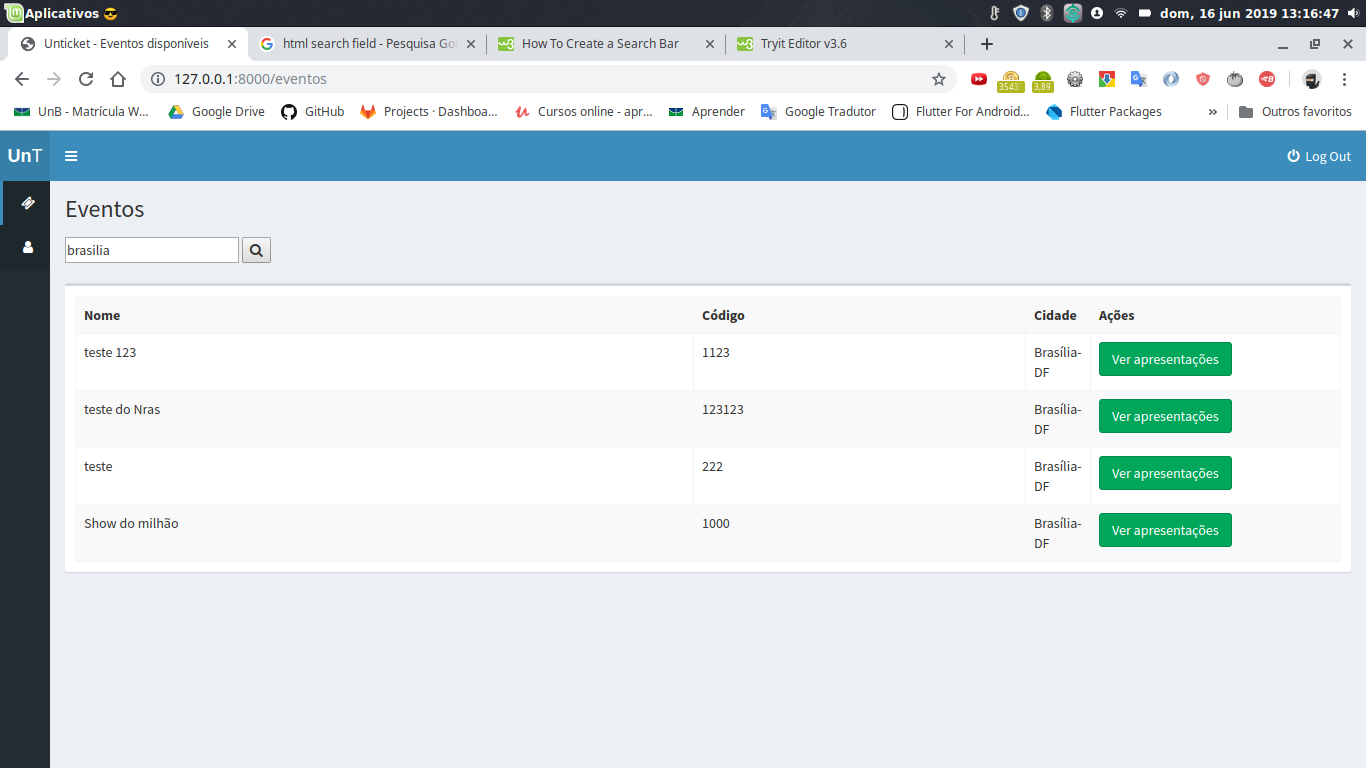 Aplicativos 😎
dom, 16 jun 2019 13:16:47
Unticket - Eventos disponíveis
html search field - Pesquisa Go
How To Create a Search Bar
Tryit Editor v3.6
127.0.0.1:8000/eventos
3543
3,89
UnB - Matrícula W...
Google Drive
GitHub
Projects · Dashboa...
Cursos online - apr...
Aprender
Google Tradutor
Flutter For Android...
Flutter Packages
»
Outros favoritos
UnT
Log Out
Eventos
brasilia
Nome Código Cidade Ações
teste 123 1123 Brasília-
DF
Ver apresentações
teste do Nras 123123 Brasília-
DF
Ver apresentações
teste 222 Brasília-
DF
Ver apresentações
Show do milhão 1000 Brasília-
DF
Ver apresentações